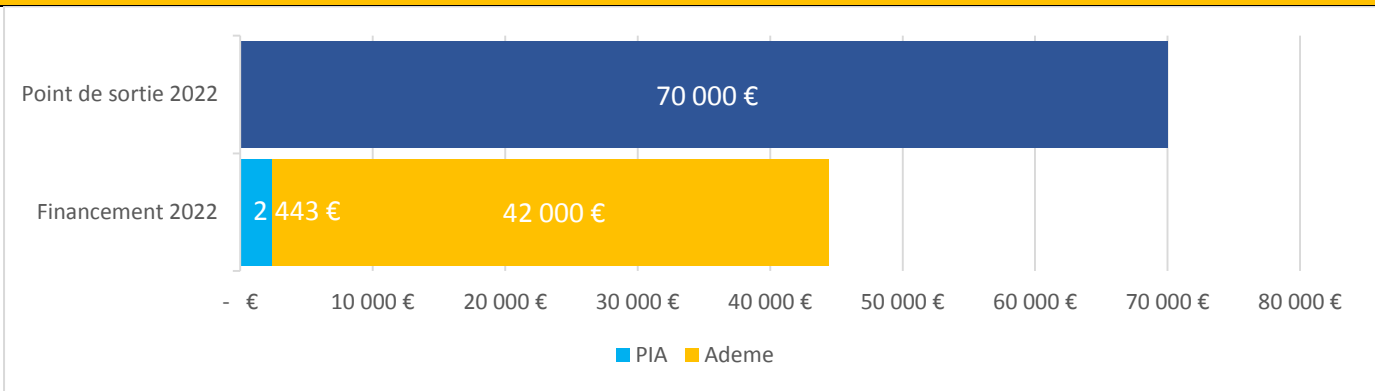 Point de sortie 2022
70 000 €
Financement 2022
2 443 €
42 000 €
- € 10 000 € 20 000 € 30 000 € 40 000 € 50 000 € 60 000 € 70 000 € 80 000 €
PIA Ademe